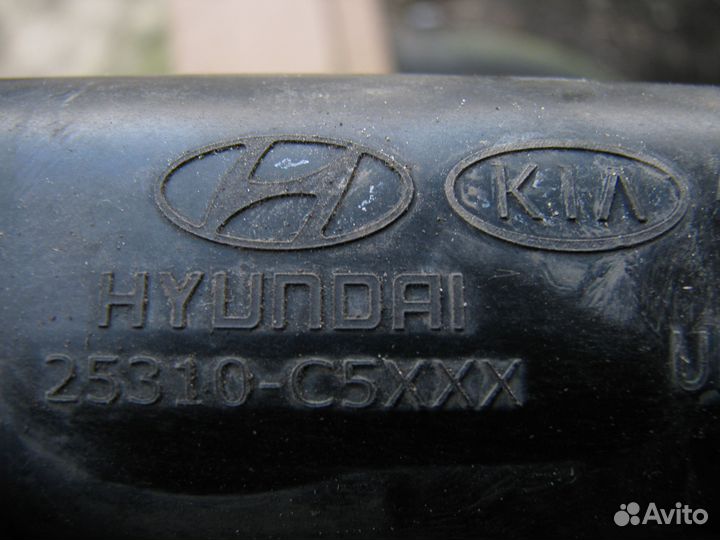 KIA
HYUNDAI
25310-C5XXX
U
Avito